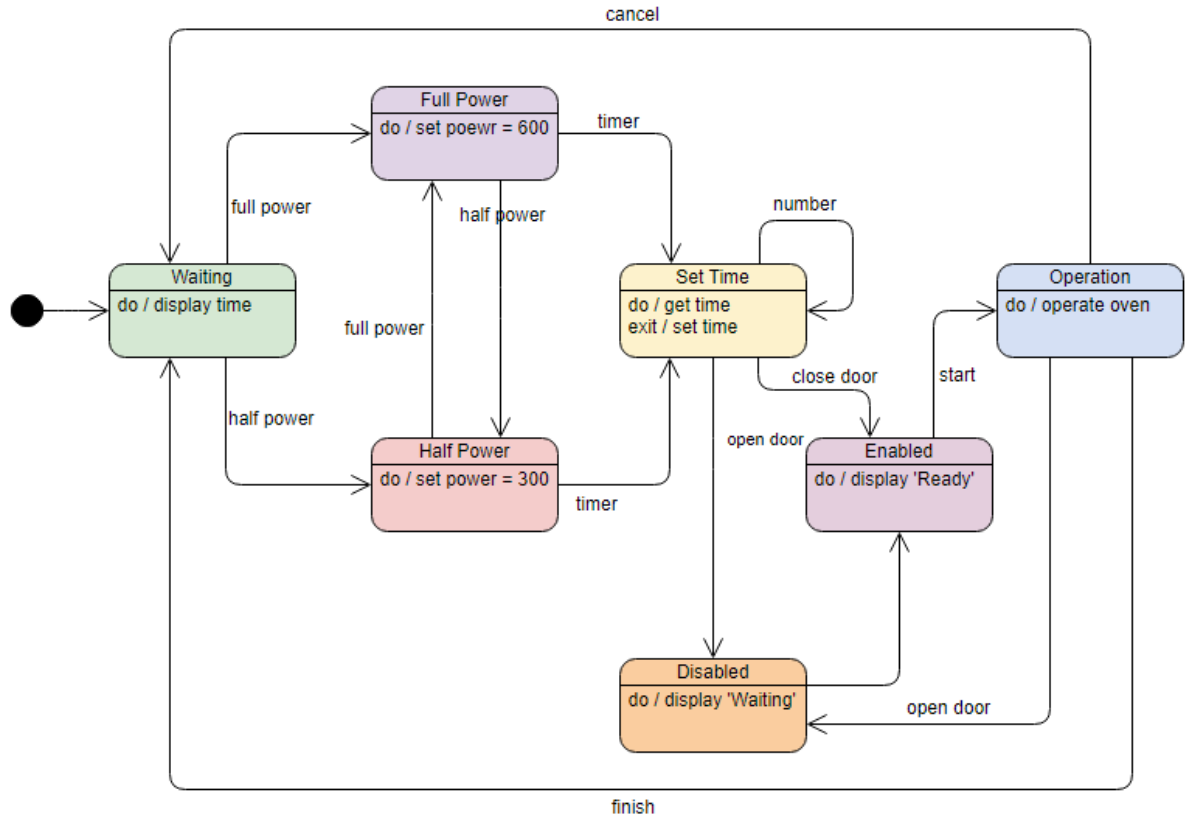 cancel
Full Power
do / set poewr = 600
timer
full power
half power
number
Waiting
do / display time
Set Time
do / get time
exit / set time
Operation
do / operate oven
full power
close door
start
half power
open door
Half Power
do / set power = 300
timer
Enabled
do / display 'Ready'
Disabled
do / display 'Waiting'
open door
finish